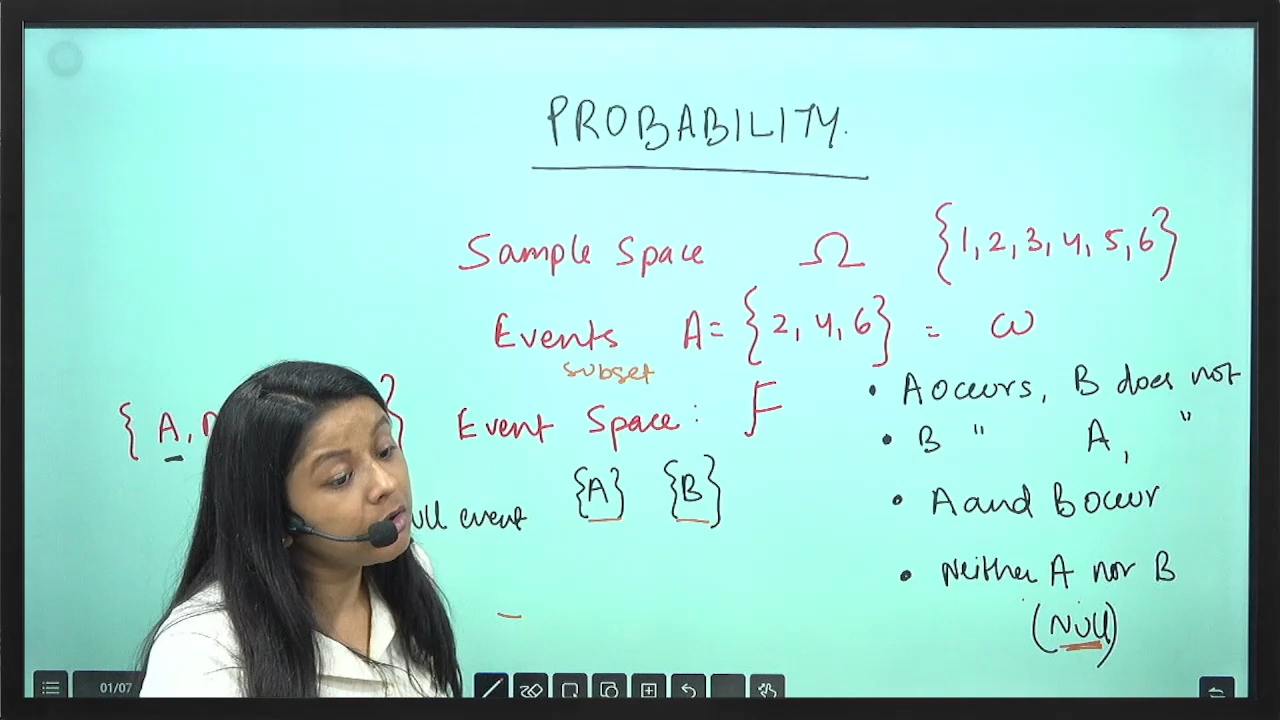 PROBABILITY.
Sample Space Ω {1, 2, 3, 4, 5, 6}
Events A = {2, 4, 6} = ω
subset
Event Space: F
{A} {B}
{A,
ull event
• A occurs, B does not
• B " A, "
• A and B occur
• Neither A nor B
(Null)
01/07